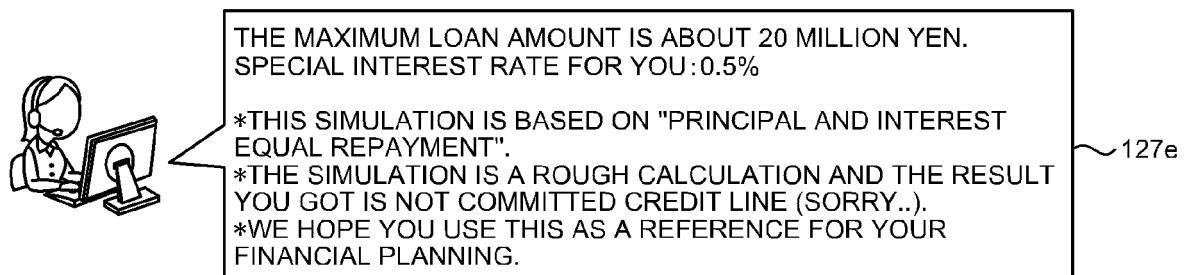 THE MAXIMUM LOAN AMOUNT IS ABOUT 20 MILLION YEN.
SPECIAL INTEREST RATE FOR YOU:0.5%
*THIS SIMULATION IS BASED ON "PRINCIPAL AND INTEREST
EQUAL REPAYMENT".
*THE SIMULATION IS A ROUGH CALCULATION AND THE RESULT
YOU GOT IS NOT COMMITTED CREDIT LINE (SORRY..).
*WE HOPE YOU USE THIS AS A REFERENCE FOR YOUR
FINANCIAL PLANNING.
127e